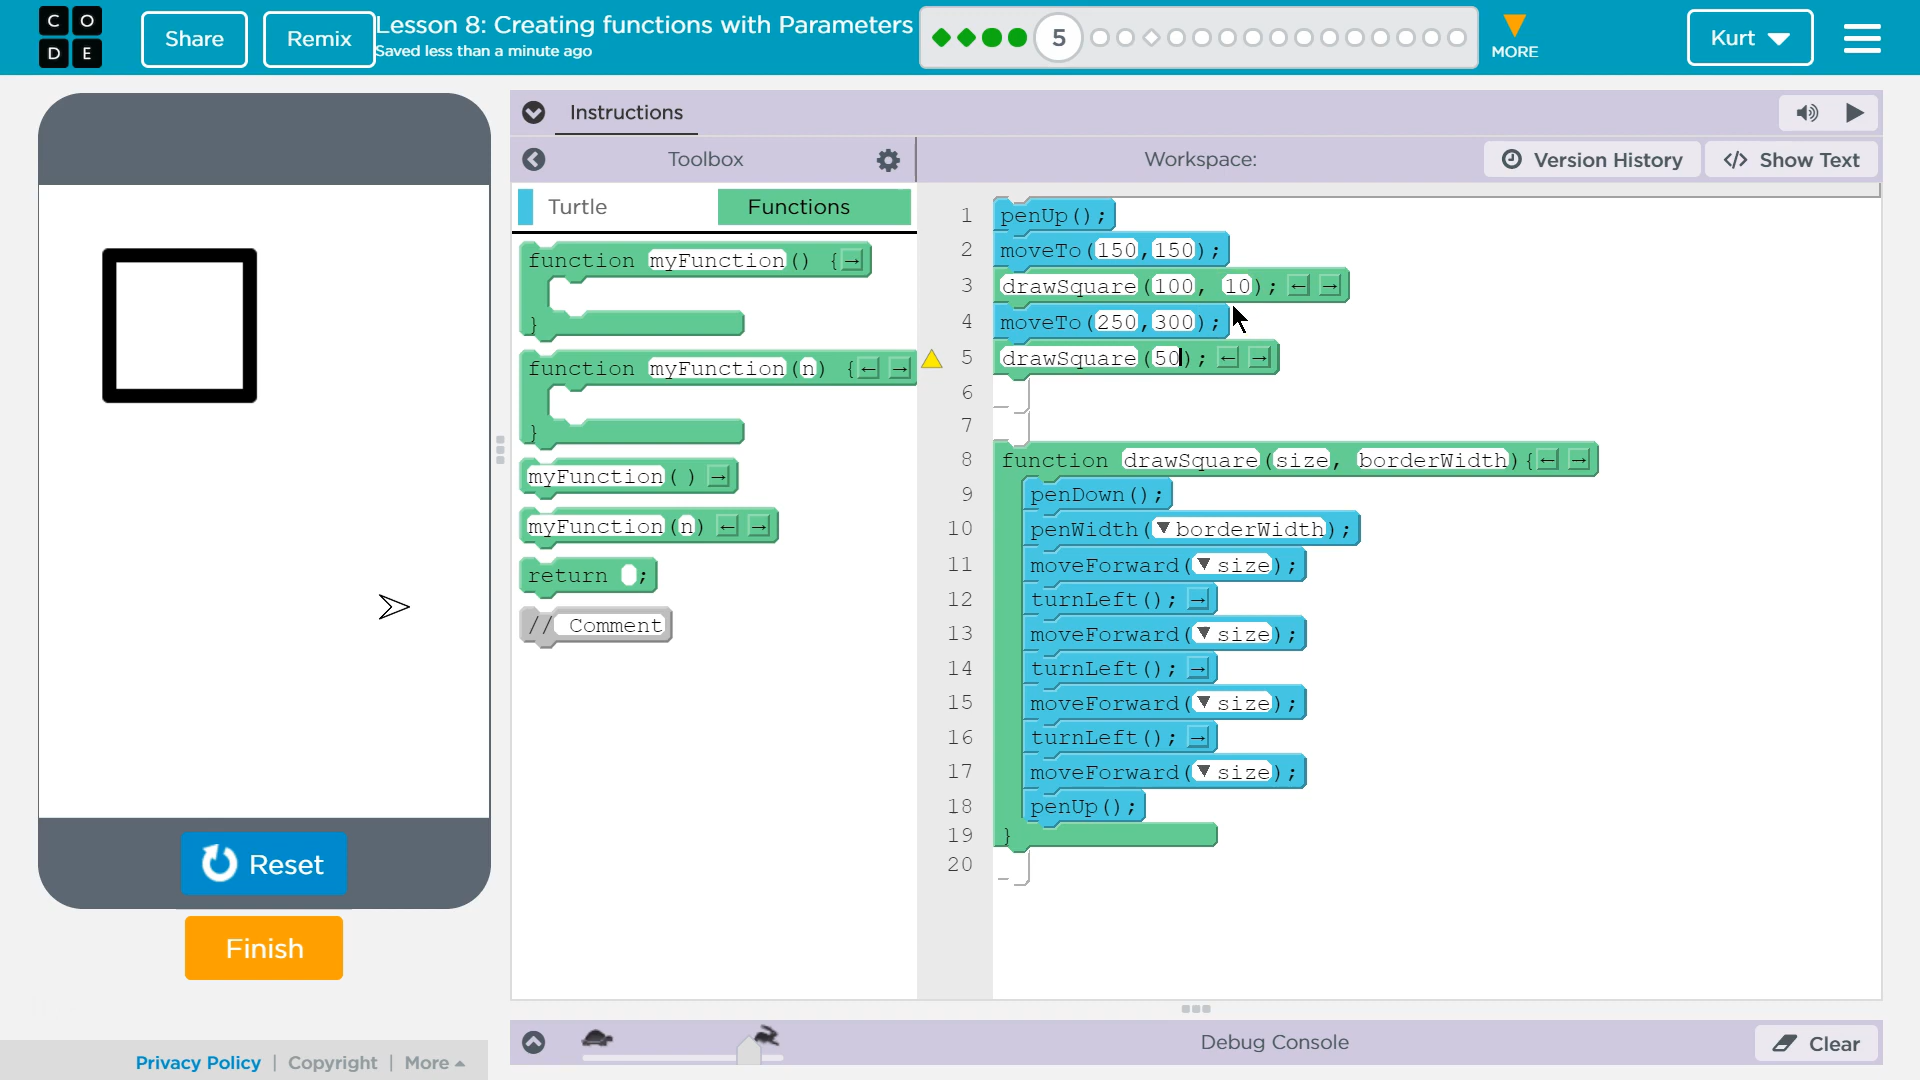 CO
DE
Share
Remix
Lesson 8: Creating functions with Parameters
Saved less than a minute ago
5
MORE
Kurt
Instructions
Toolbox
Workspace:
Version History
</> Show Text
Turtle
Functions
function myFunction() {→
}
function myFunction(n) {← →
}
myFunction() →
myFunction(n) ← →
return ;
// Comment
1 penUp();
2 moveTo(150,150);
3 drawSquare(100, 10); ← →
4 moveTo(250,300);
5 drawSquare(50); ← →
6
7
8 function drawSquare(size, borderWidth){← →
9 penDown();
10 penWidth(▼borderWidth);
11 moveForward(▼size);
12 turnLeft(); →
13 moveForward(▼size);
14 turnLeft(); →
15 moveForward(▼size);
16 turnLeft(); →
17 moveForward(▼size);
18 penUp();
19 }
20
Reset
Finish
Debug Console
Clear
Privacy Policy | Copyright | More